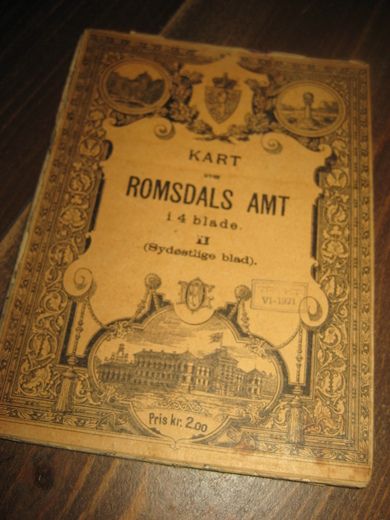 KART
over
ROMSDALS AMT
i 4 blade.
II
(Sydøstlige blad).
VI-1921
Pris kr. 2.00